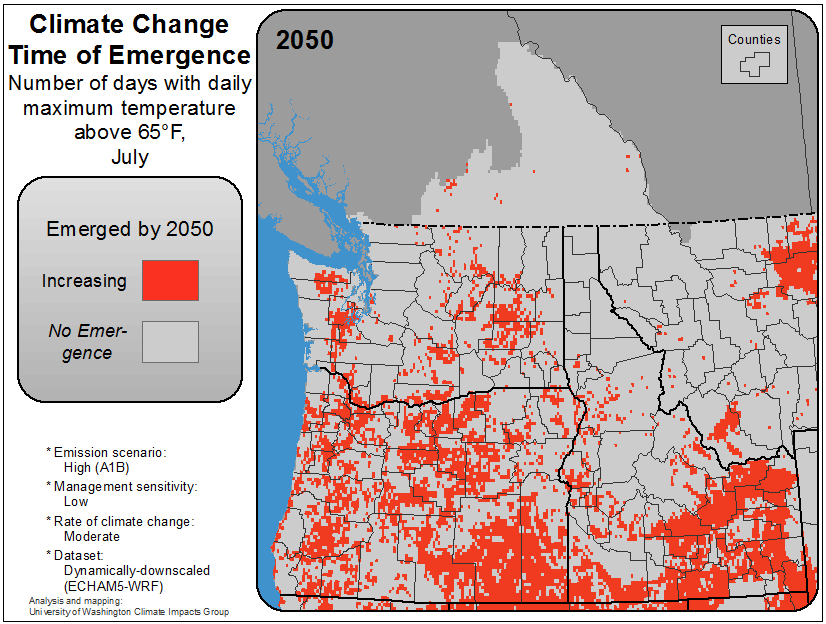 Climate Change
Time of Emergence
Number of days with daily
maximum temperature
above 65°F,
July
Emerged by 2050
Increasing
No Emer-
gence
* Emission scenario:
High (A1B)
* Management sensitivity:
Low
* Rate of climate change:
Moderate
* Dataset:
Dynamically-downscaled
(ECHAM5-WRF)
Analysis and mapping:
University of Washington Climate Impacts Group
2050
Counties